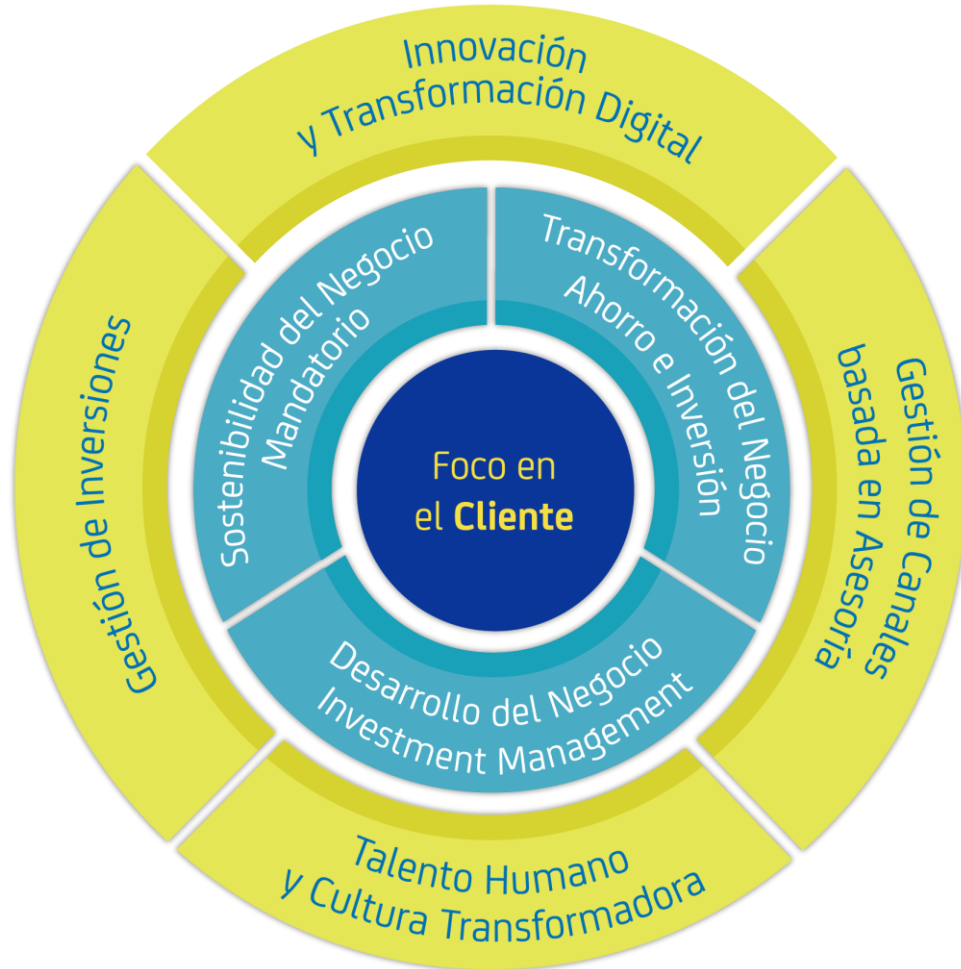 Innovación
y Transformación Digital
Sostenibilidad del Negocio
Mandatorio
Transformación del Negocio
Ahorro e Inversión
Gestión de Inversiones
Foco en
el Cliente
Gestión de Canales
basada en Asesoría
Desarrollo del Negocio
Investment Management
Talento Humano
y Cultura Transformadora